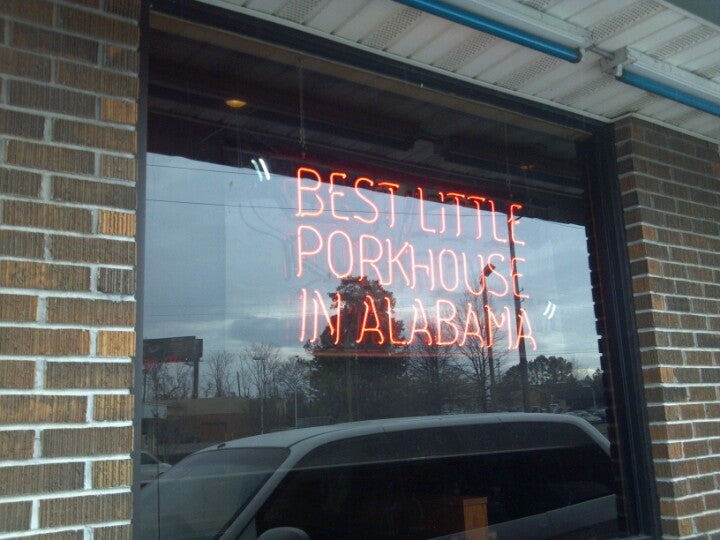 "BEST LITTLE
PORKHOUSE
IN ALABAMA"